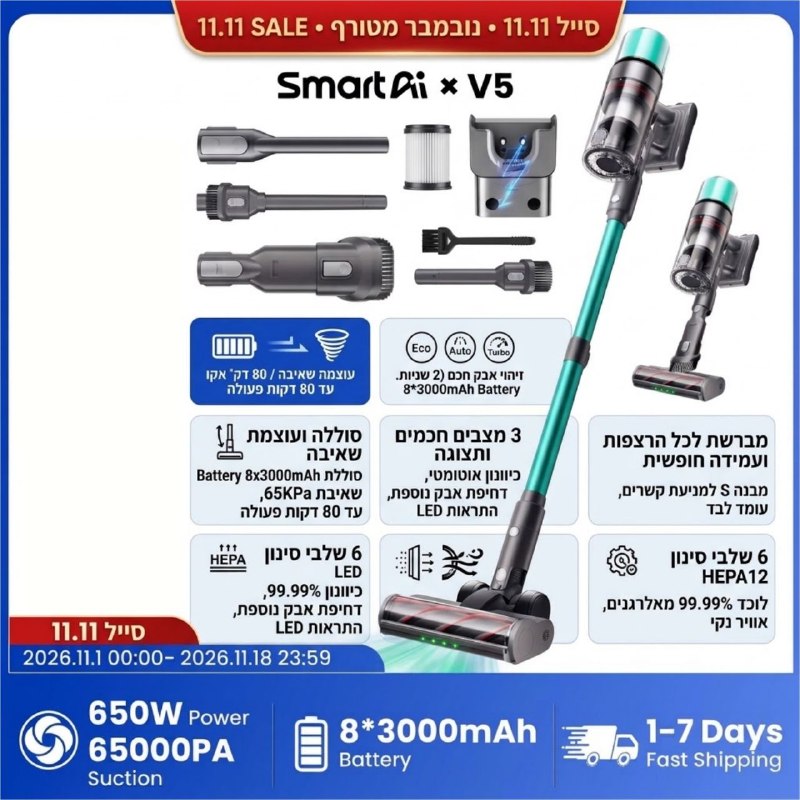 11.11 SALE • סייל 11.11 • נובמבר מטורף
SmartAi × V5
עוצמה שאיבה / 80 דק' אקו
עד 80 דקות פעולה
Eco Auto Turbo
זיהוי אבק חכם (2 שניות.
8*3000mAh Battery
סוללה ועוצמת
שאיבה
סוללת Battery 8x3000mAh
שאיבת 65KPa,
עד 80 דקות פעולה
3 מצבים חכמים
ותצוגה
כיוונון אוטומטי,
דחיפת אבק נוספת,
התראות LED
מברשת לכל הרצפות
ועמידה חופשית
מבנה S למניעת קשרים,
עומד לבד
HEPA
6 שלבי סינון
LED
כיוונון 99.99%,
דחיפת אבק נוספת,
התראות LED
6 שלבי סינון
HEPA12
לוכד 99.99% מאלרגנים,
אוויר נקי
סייל 11.11
2026.11.1 00:00– 2026.11.18 23:59
650W Power
65000PA
Suction
8*3000mAh
Battery
1-7 Days
Fast Shipping